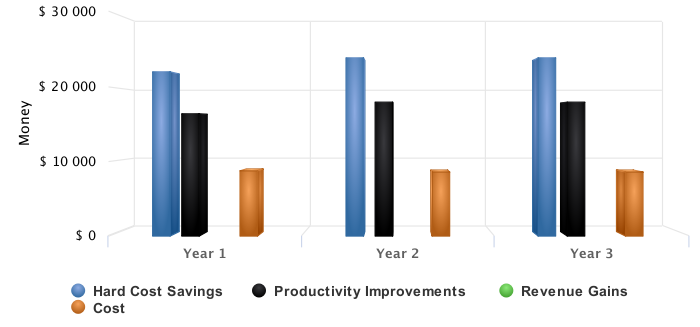 $ 30 000
$ 20 000
$ 10 000
$ 0
Money
Year 1
Year 2
Year 3
Hard Cost Savings
Productivity Improvements
Revenue Gains
Cost